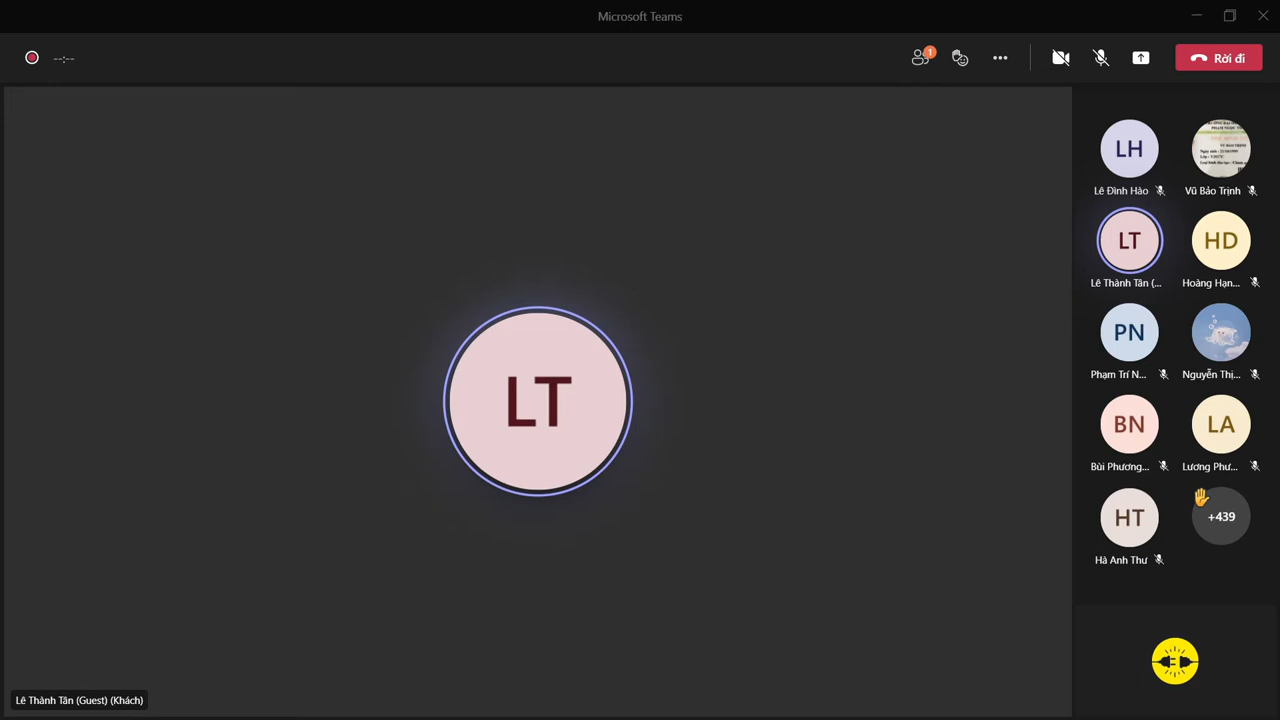 Microsoft Teams
--:--
1
Rời đi
LH
Lê Đình Hào
Vũ Bảo Trịnh
LT
Lê Thành Tân (...
HD
Hoàng Hạn...
PN
Phạm Trí N...
Nguyễn Thị...
BN
Bùi Phương...
LA
Lương Phư...
HT
Hà Anh Thư
+439
LT
Lê Thành Tân (Guest) (Khách)